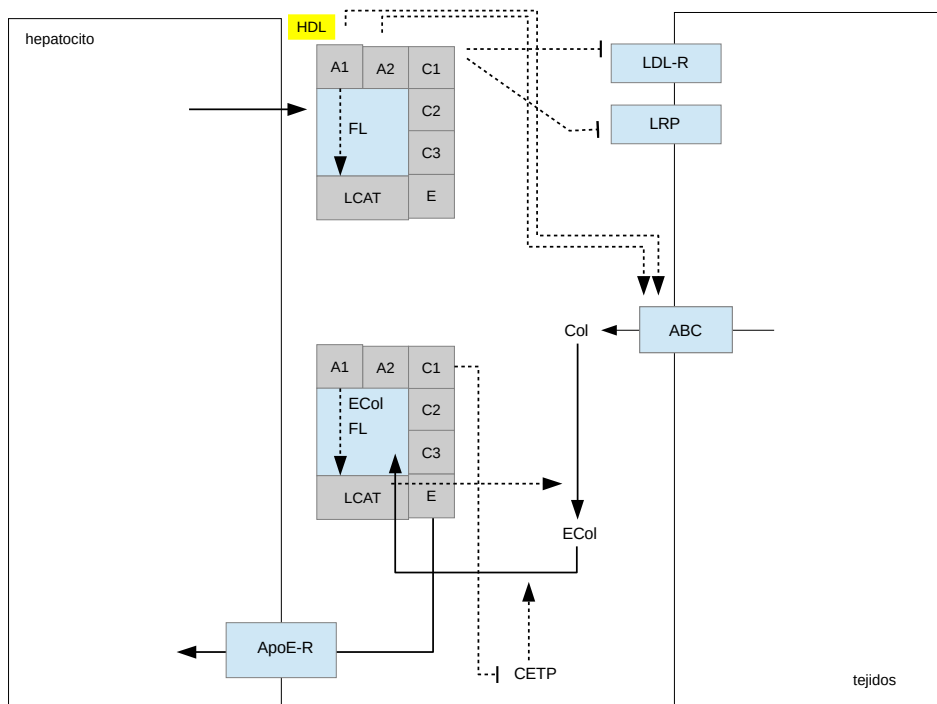 HDL
hepatocito
A1
A2
C1
LDL-R
C2
LRP
FL
C3
LCAT
E
Col
ABC
A1
A2
C1
ECol
C2
FL
C3
LCAT
E
ECol
ApoE-R
CETP
tejidos